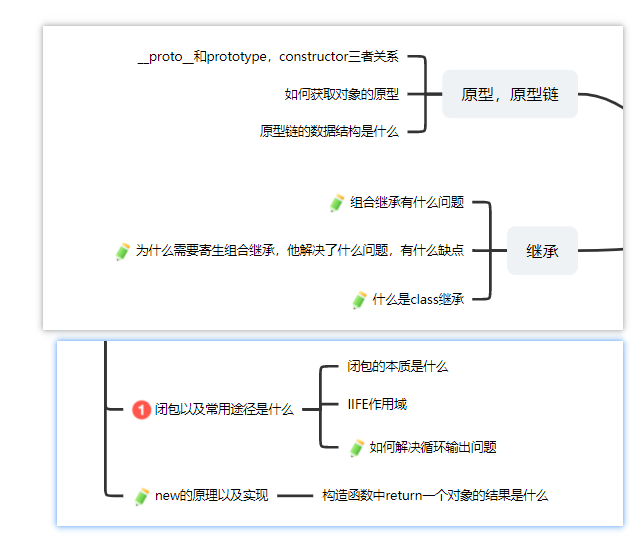 __proto__和prototype，constructor三者关系
如何获取对象的原型
原型，原型链
原型链的数据结构是什么
组合继承有什么问题
为什么需要寄生组合继承，他解决了什么问题，有什么缺点
继承
什么是class继承
闭包的本质是什么
1 闭包以及常用途径是什么
IIFE作用域
如何解决循环输出问题
new的原理以及实现
构造函数中return一个对象的结果是什么